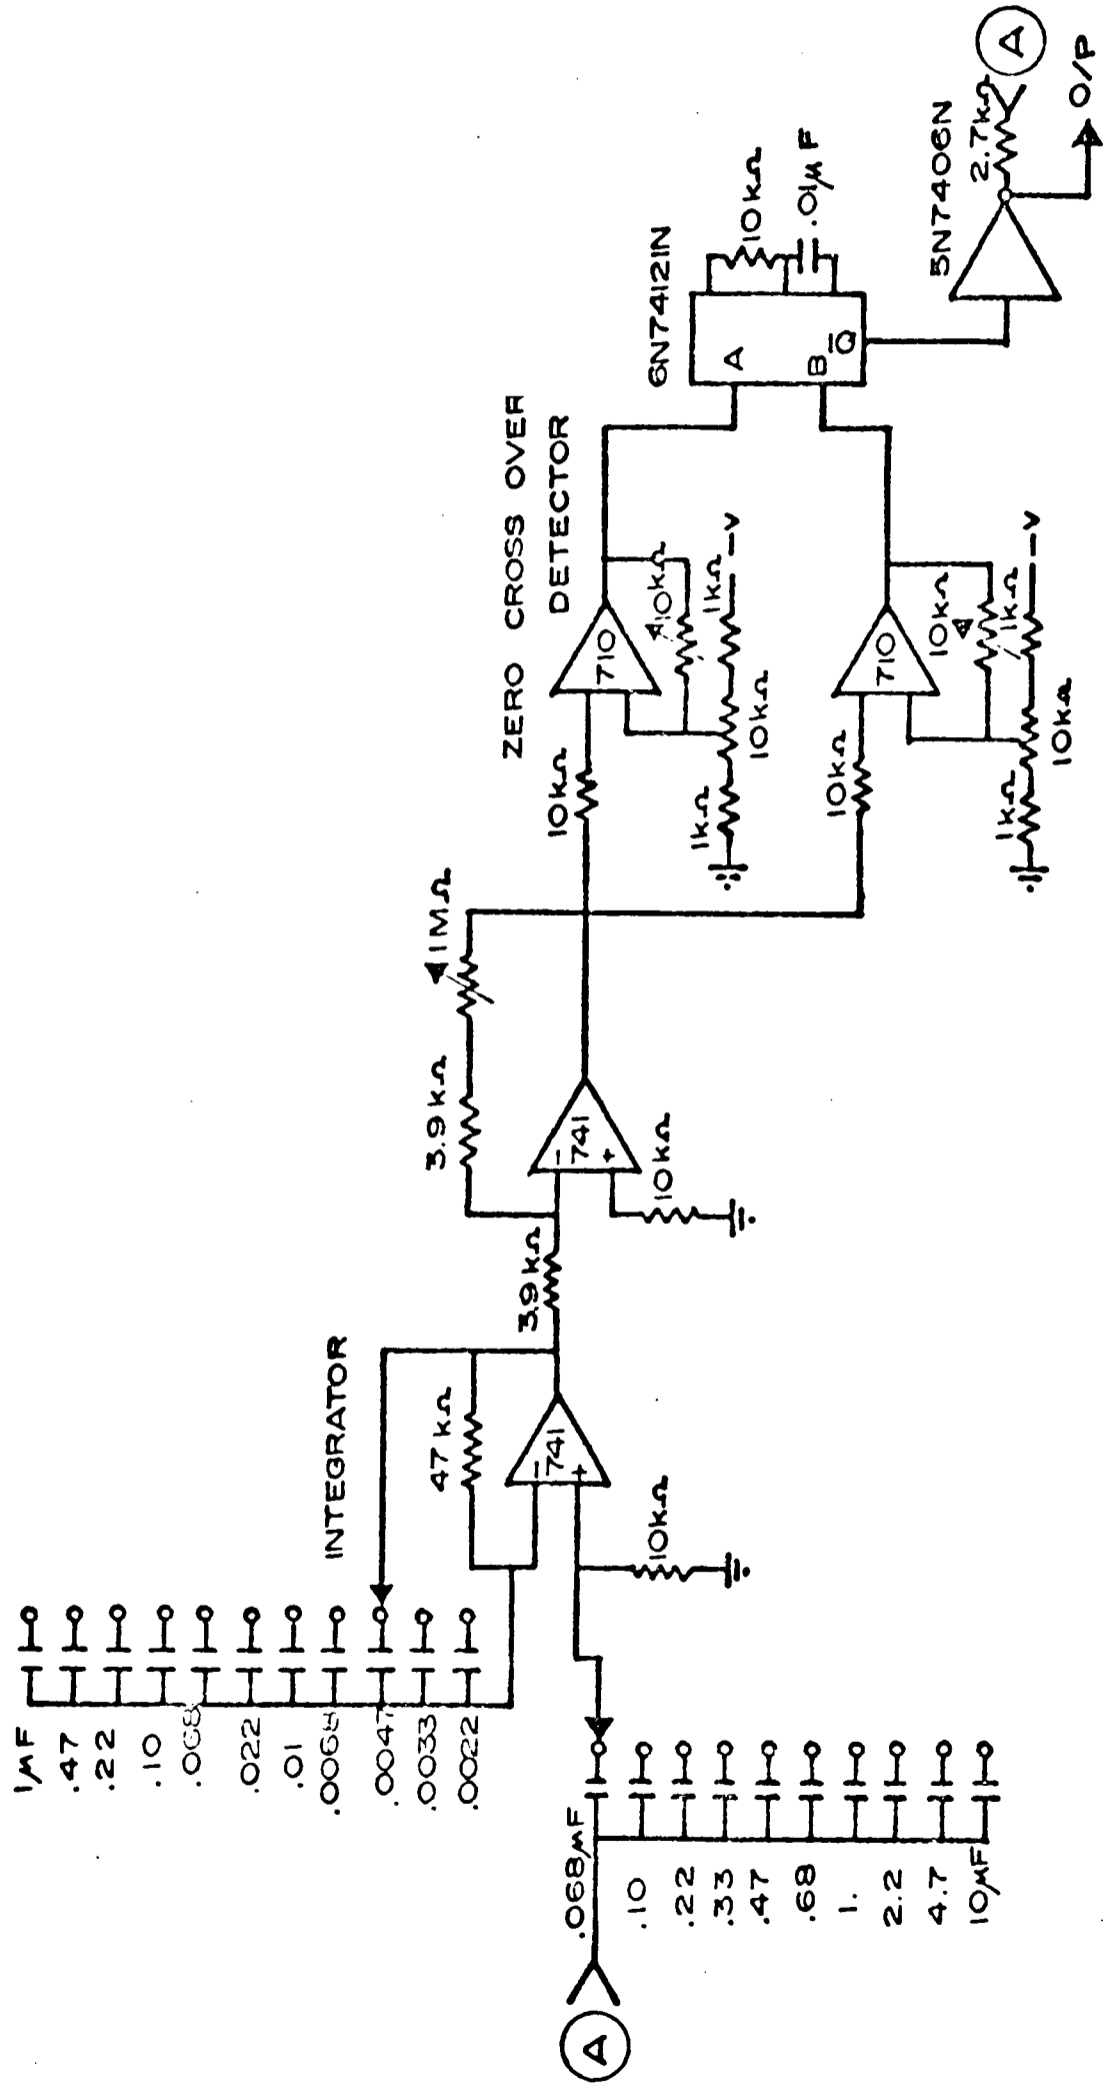 1μF
.47
.22
.10
.068
.022
.01
.0068
.0047
.0033
.0022
INTEGRATOR
47kΩ
−
741
+
10kΩ
A
.068μF
.10
.22
.33
.47
.68
1.
2.2
4.7
10μF
3.9kΩ
3.9kΩ
1MΩ
−
741
+
10kΩ
ZERO CROSS OVER
DETECTOR
10kΩ
710
10kΩ
1kΩ
10kΩ
1kΩ
−V
10kΩ
710
10kΩ
1kΩ
10kΩ
1kΩ
−V
6N74121N
A
B
Q̅
10kΩ
.01μF
5N7406N
2.7kΩ
A
O/P